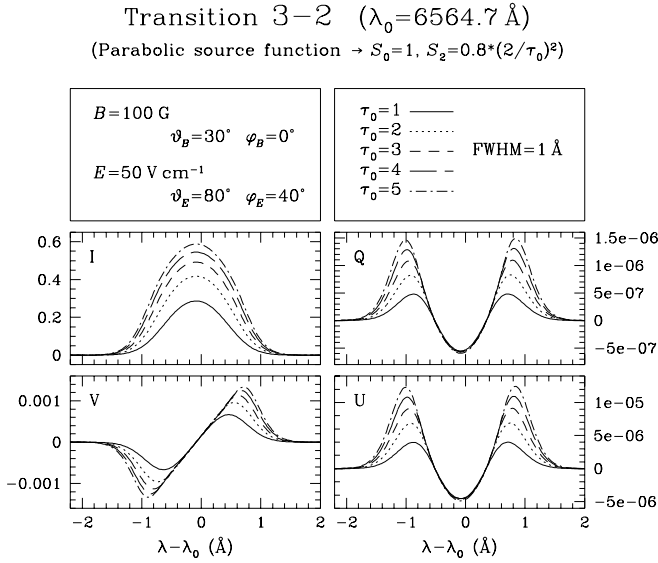 Transition 3−2 (λ₀=6564.7 Å)
(Parabolic source function → S₀=1, S₂=0.8*(2/τ₀)²)
B=100 G
ϑ_B=30° φ_B=0°
E=50 V cm⁻¹
ϑ_E=80° φ_E=40°
τ₀=1
τ₀=2
τ₀=3 FWHM=1 Å
τ₀=4
τ₀=5
I
0.6
0.4
0.2
0
Q
1.5e−06
1e−06
5e−07
0
−5e−07
V
0.001
0
−0.001
U
1e−05
5e−06
0
−5e−06
−2 −1 0 1 2
−2 −1 0 1 2
λ−λ₀ (Å)
λ−λ₀ (Å)